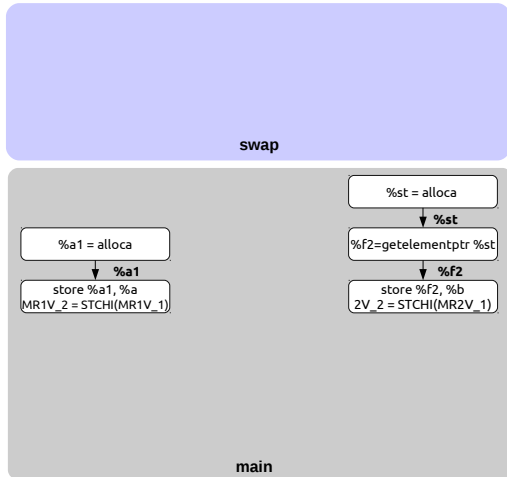 swap
%st = alloca
%st
%a1 = alloca
%f2=getelementptr %st
%a1
%f2
store %a1, %a
MR1V_2 = STCHI(MR1V_1)
store %f2, %b
2V_2 = STCHI(MR2V_1)
main